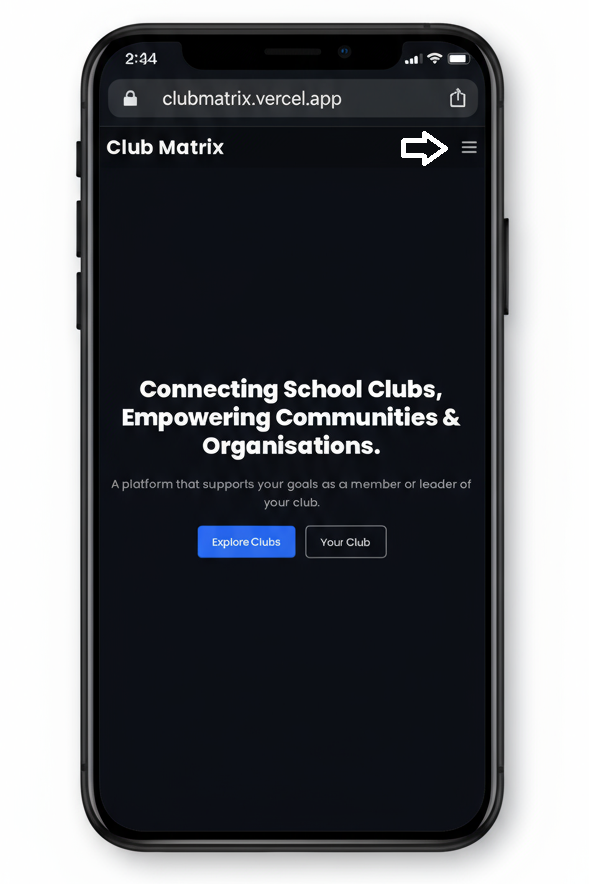 2:34
clubmatrix.vercel.app
Club Matrix
Connecting School Clubs,
Empowering Communities &
Organisations.
A platform that supports your goals as a member or leader of
your club.
Explore Clubs
Your Club